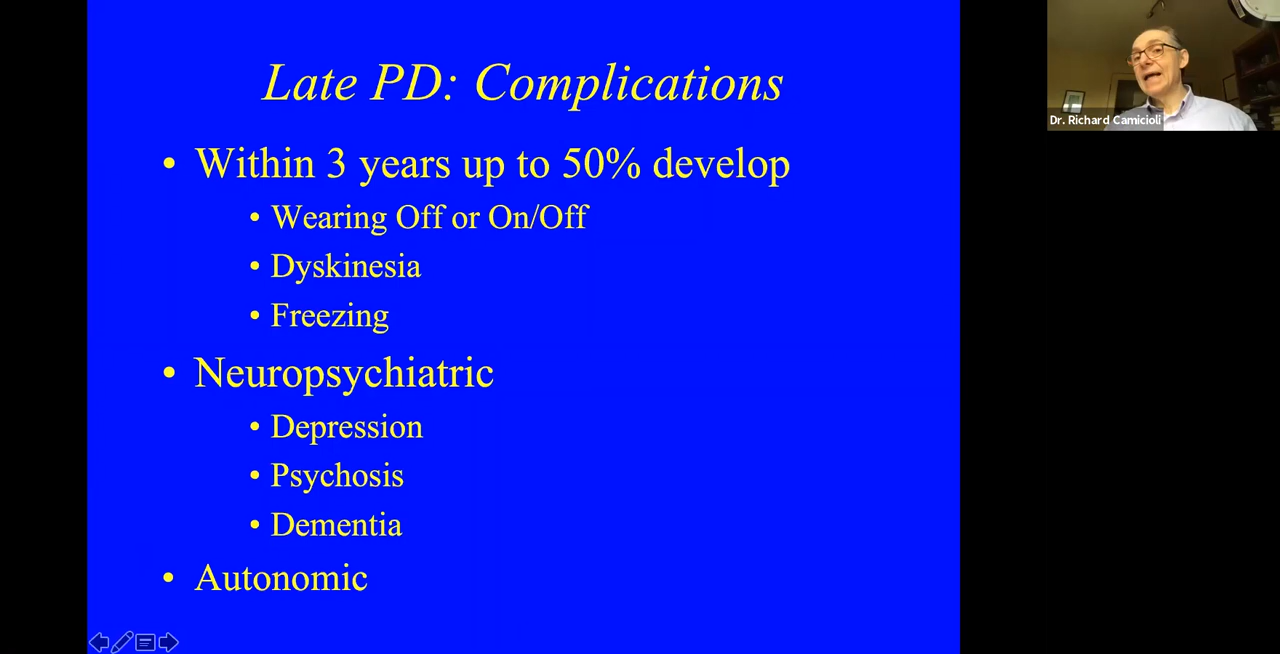 Late PD: Complications
• Within 3 years up to 50% develop
• Wearing Off or On/Off
• Dyskinesia
• Freezing
• Neuropsychiatric
• Depression
• Psychosis
• Dementia
• Autonomic
Dr. Richard Camicioli